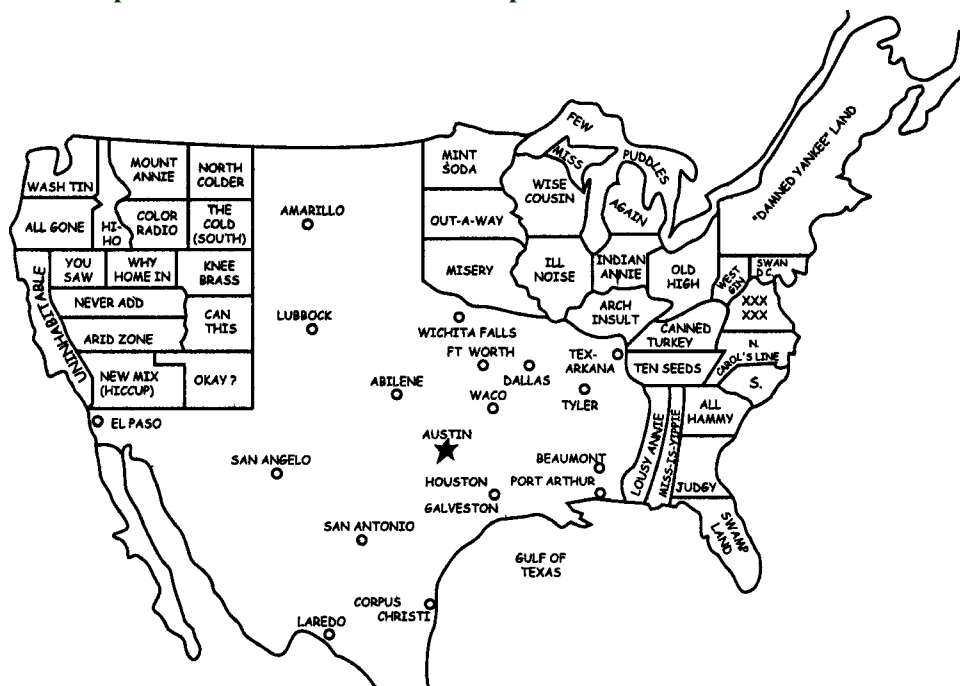 FEW
MISS
PUDDLES
AGAIN
"DAMNED YANKEE" LAND
WASH TIN
MOUNT
ANNIE
NORTH
COLDER
MINT
SODA
WISE
COUSIN
ALL GONE
HI-
HO
COLOR
RADIO
THE
COLD
(SOUTH)
AMARILLO
OUT-A-WAY
UNINHABITABLE
YOU
SAW
WHY
HOME IN
KNEE
BRASS
MISERY
ILL
NOISE
INDIAN
ANNIE
OLD
HIGH
WEST
GIN
SWAN
D.C.
NEVER ADD
CAN
THIS
LUBBOCK
WICHITA FALLS
ARCH
INSULT
CANNED
TURKEY
XXX
XXX
ARID ZONE
NEW MIX
(HICCUP)
OKAY ?
FT WORTH
DALLAS
TEX-
ARKANA
TEN SEEDS
N.
CAROL'S LINE
S.
ABILENE
WACO
TYLER
EL PASO
AUSTIN
LOUSY ANNIE
MISS-IS-YIPPIE
ALL
HAMMY
SAN ANGELO
HOUSTON
GALVESTON
BEAUMONT
PORT ARTHUR
JUDGY
SWAMP
LAND
SAN ANTONIO
GULF OF
TEXAS
CORPUS
CHRISTI
LAREDO